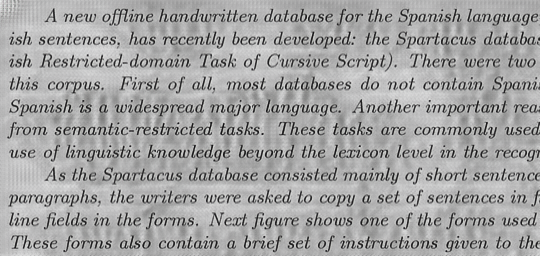 A new offline handwritten database for the Spanish language
ish sentences, has recently been developed: the Spartacus databas
ish Restricted-domain Task of Cursive Script). There were two
this corpus. First of all, most databases do not contain Spani
Spanish is a widespread major language. Another important rea
from semantic-restricted tasks. These tasks are commonly used
use of linguistic knowledge beyond the lexicon level in the recogn
As the Spartacus database consisted mainly of short sentence
paragraphs, the writers were asked to copy a set of sentences in f
line fields in the forms. Next figure shows one of the forms used
These forms also contain a brief set of instructions given to the